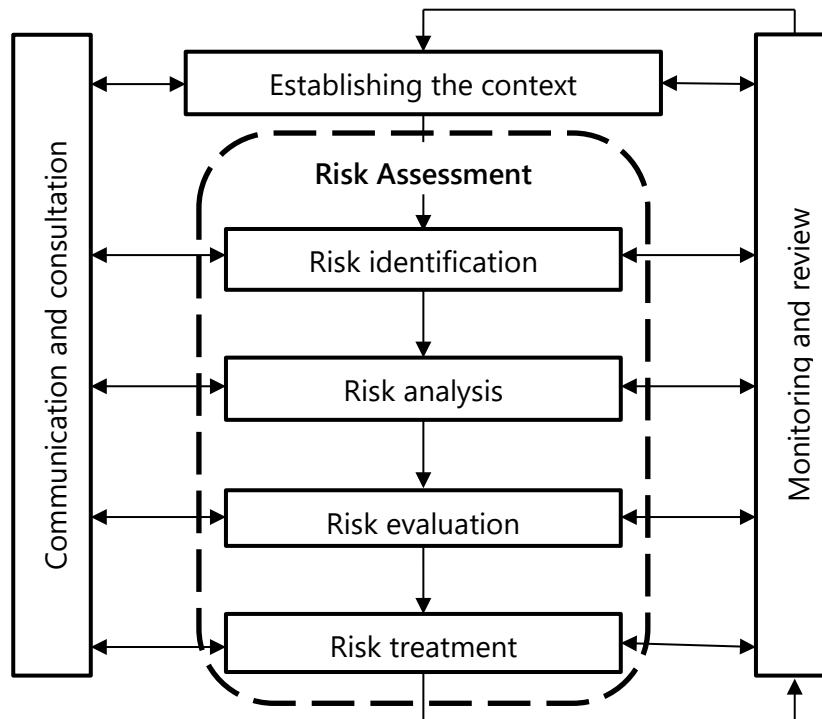 Establishing the context
Risk Assessment
Risk identification
Risk analysis
Risk evaluation
Risk treatment
Communication and consultation
Monitoring and review